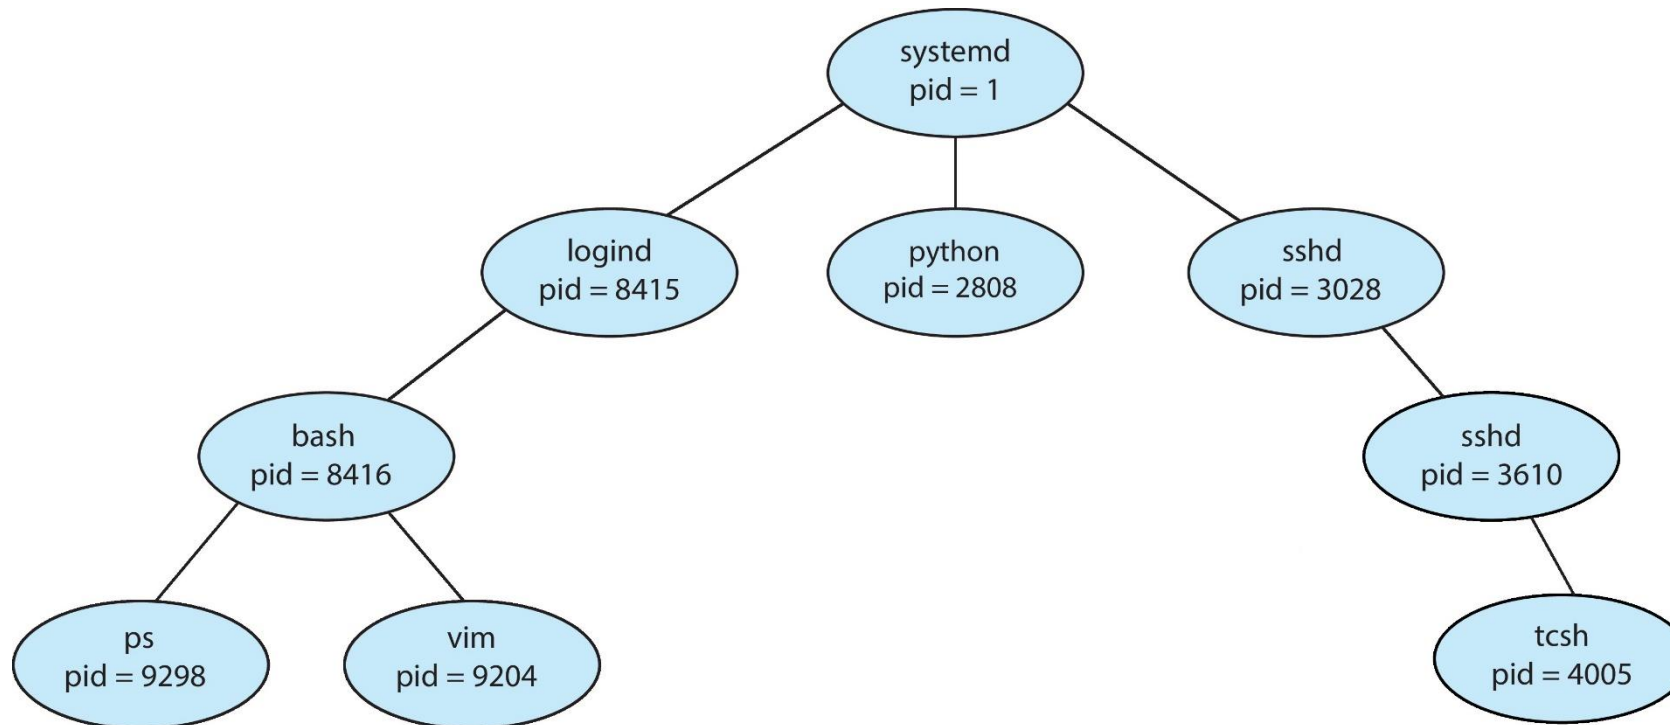 systemd
pid = 1
logind
pid = 8415
python
pid = 2808
sshd
pid = 3028
bash
pid = 8416
sshd
pid = 3610
ps
pid = 9298
vim
pid = 9204
tcsh
pid = 4005